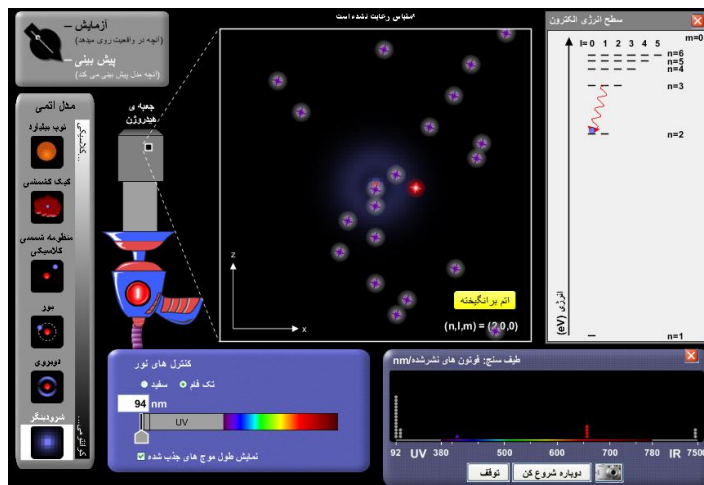 *مقیاس رعایت نشده است
آزمایش
(آنچه در واقعیت روی میدهد)
پیش بینی
(آنچه مدل پیش بینی می کند)
مدل اتمی
کلاسیکی...
توپ بیلیارد
کیک کشمشی
منظومه شمسی
کلاسیکی
بور
دوبروی
شرودینگر
کوانتومی...
جعبه ی
هیدروژن
z
x
اتم برانگیخته
(n,l,m) = (2,0,0)
سطح انرژی الکترون
m=0
l= 0 1 2 3 4 5
n=6
n=5
n=4
n=3
n=2
n=1
انرژی (eV)
کنترل های نور
تک فام
سفید
94 nm
UV
نمایش طول موج های جذب شده
طیف سنج: فوتون های نشرشده/nm
92 UV 380 500 600 700 780 IR 7500
توقف
دوباره شروع کن